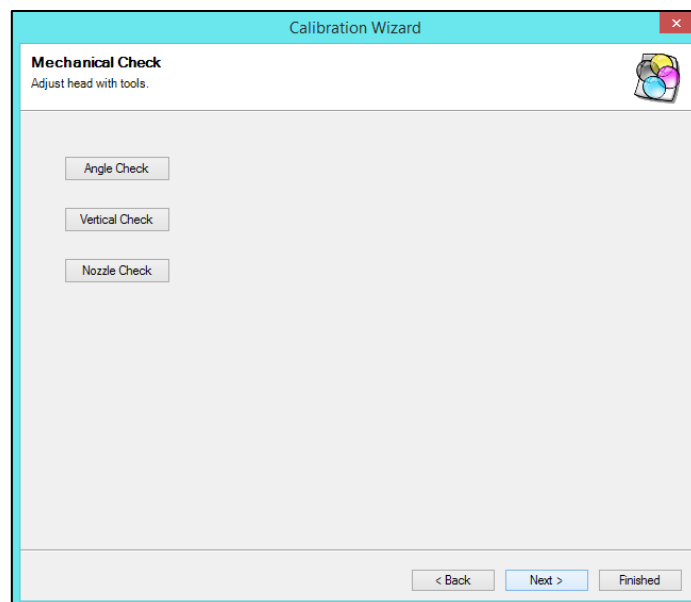 Calibration Wizard
Mechanical Check
Adjust head with tools.
Angle Check
Vertical Check
Nozzle Check
< Back Next > Finished